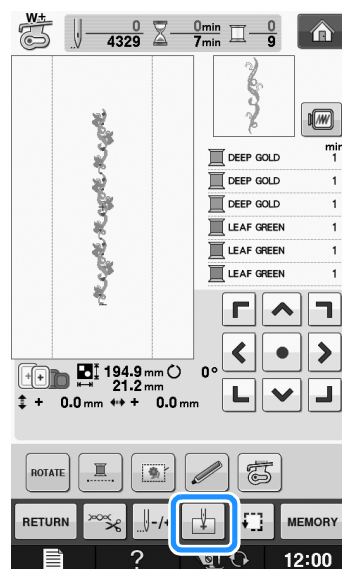 W+
0 0min 0
4329 7min 9
min
DEEP GOLD 1
DEEP GOLD 1
DEEP GOLD 1
LEAF GREEN 1
LEAF GREEN 1
LEAF GREEN 1
194.9 mm 0°
21.2 mm
+ 0.0 mm + 0.0 mm
ROTATE
RETURN -/+ MEMORY
? 12:00